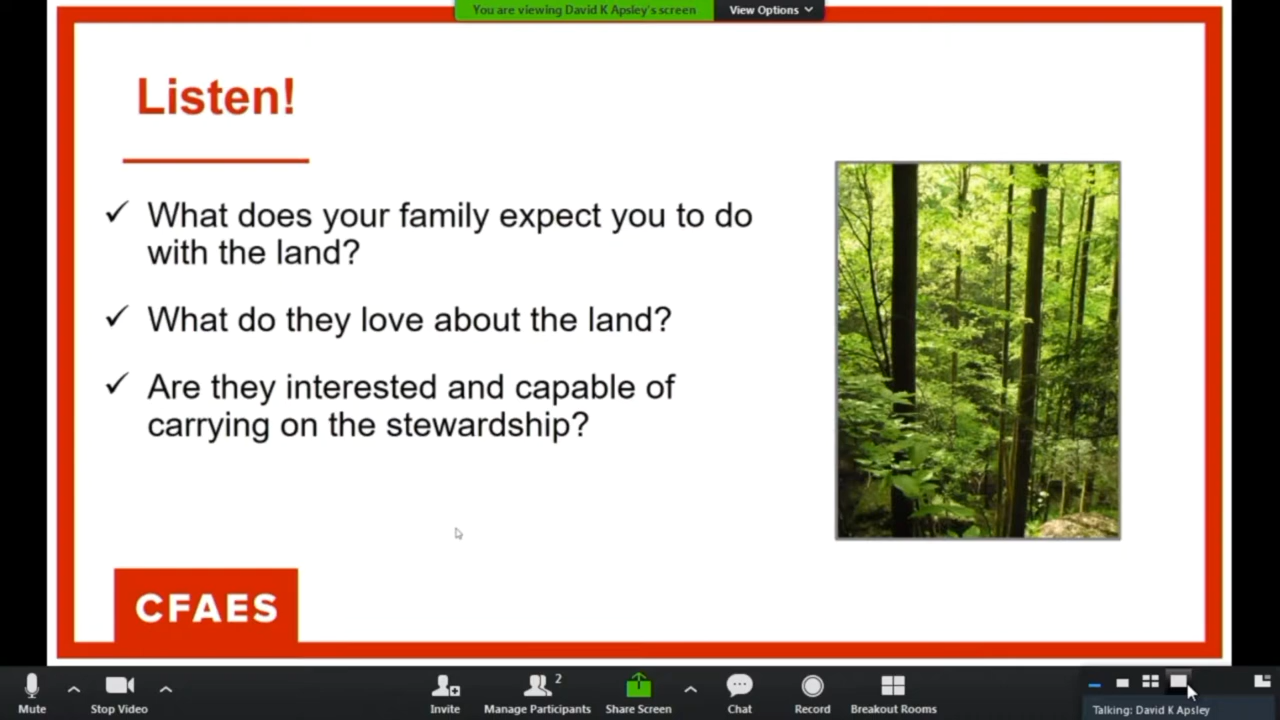 You are viewing David K Apsley's screen
View Options
Listen!
✓ What does your family expect you to do
with the land?
✓ What do they love about the land?
✓ Are they interested and capable of
carrying on the stewardship?
CFAES
2
Mute
Stop Video
Invite
Manage Participants
Share Screen
Chat
Record
Breakout Rooms
Talking: David K Apsley